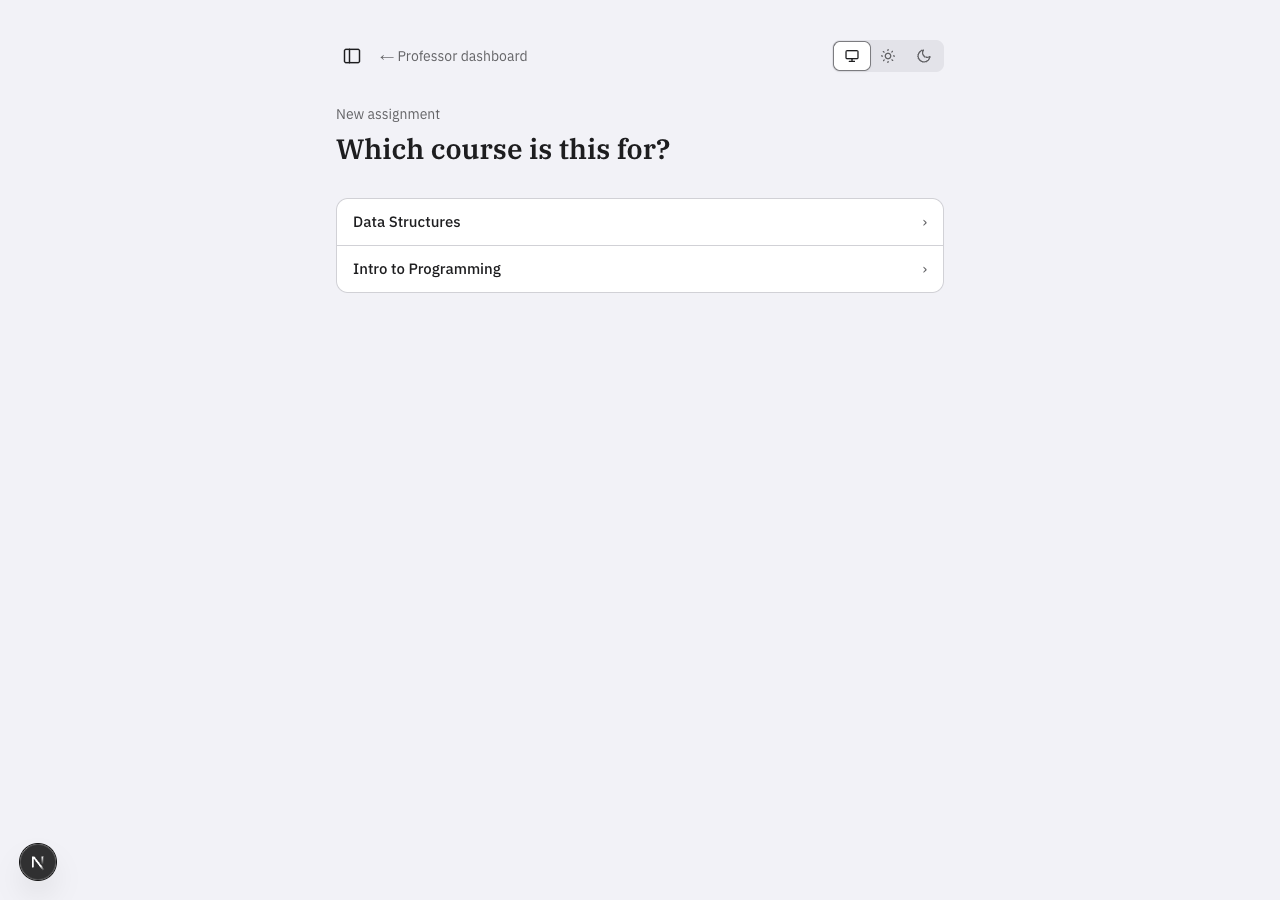 ← Professor dashboard
New assignment
Which course is this for?
Data Structures ›
Intro to Programming ›
N